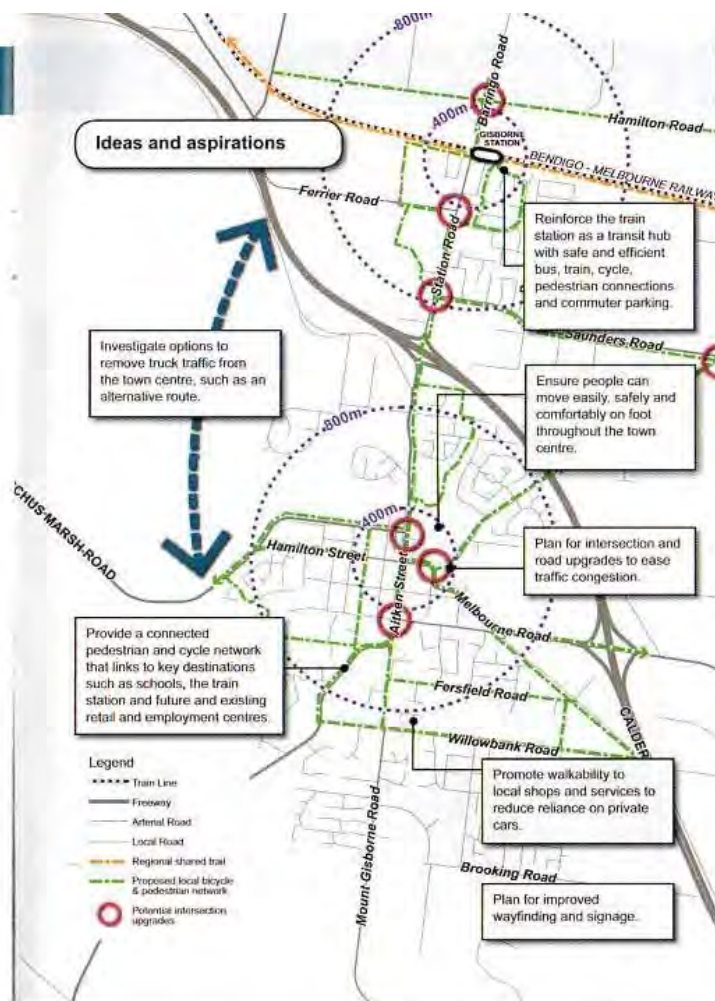 800m
Barringo Road
Hamilton Road
400m
GISBORNE
STATION
BENDIGO - MELBOURNE RAILWAY
Ideas and aspirations
Ferrier Road
Station Road
Reinforce the train
station as a transit hub
with safe and efficient
bus, train, cycle,
pedestrian connections
and commuter parking.
Saunders Road
Investigate options to
remove truck traffic from
the town centre, such as an
alternative route.
Ensure people can
move easily, safely and
comfortably on foot
throughout the town
centre.
800m
400m
CHUS MARSH ROAD
Hamilton Street
Aitken Street
Plan for intersection and
road upgrades to ease
traffic congestion.
Melbourne Road
Provide a connected
pedestrian and cycle network
that links to key destinations
such as schools, the train
station and future and existing
retail and employment centres.
Fersfield Road
Willowbank Road
CALDER
Mount Gisborne Road
Promote walkability to
local shops and services to
reduce reliance on private
cars.
Brooking Road
Plan for improved
wayfinding and signage.
Legend
Train Line
Freeway
Arterial Road
Local Road
Regional shared trail
Proposed local bicycle
& pedestrian network
Potential intersection
upgrades